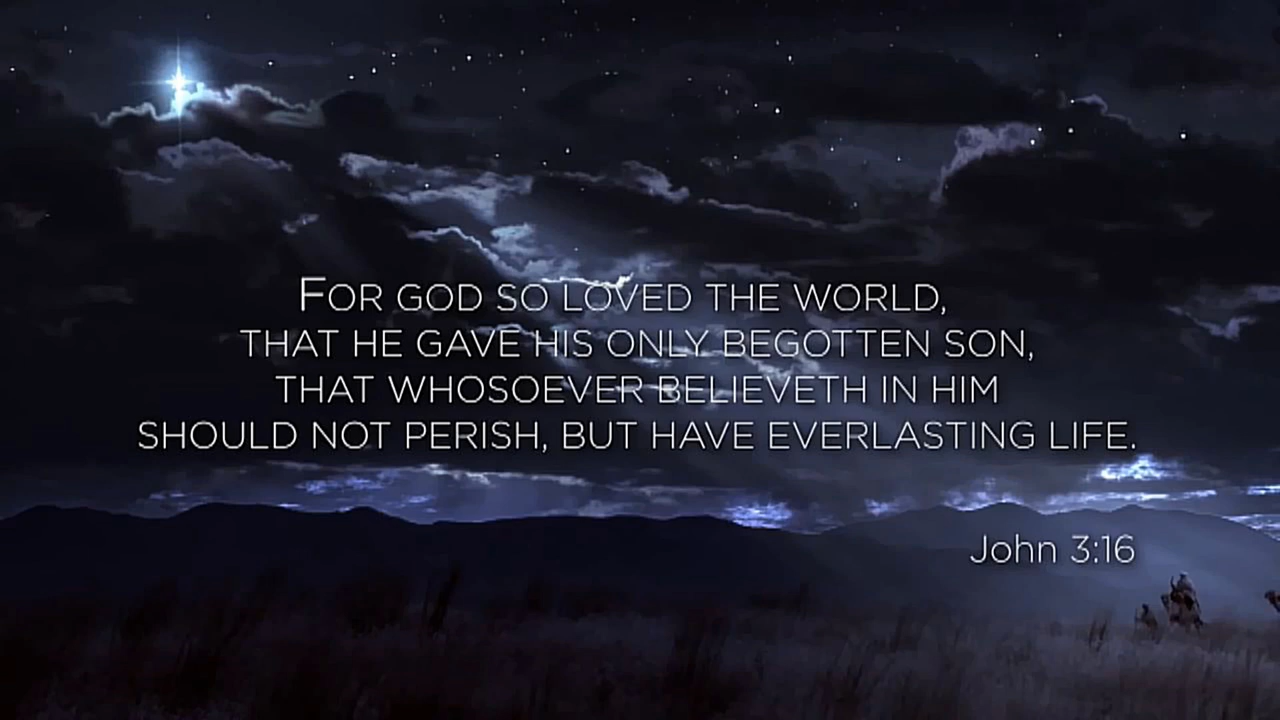 FOR GOD SO LOVED THE WORLD,
THAT HE GAVE HIS ONLY BEGOTTEN SON,
THAT WHOSOEVER BELIEVETH IN HIM
SHOULD NOT PERISH, BUT HAVE EVERLASTING LIFE.
John 3:16